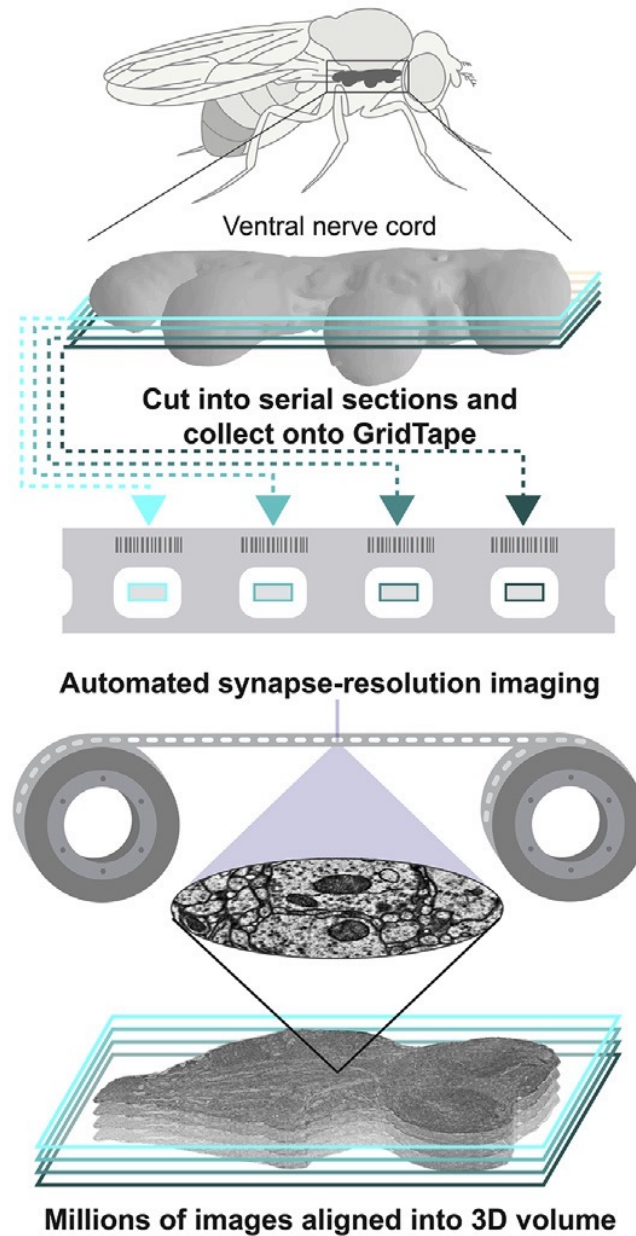 Ventral nerve cord
Cut into serial sections and
collect onto GridTape
Automated synapse-resolution imaging
Millions of images aligned into 3D volume